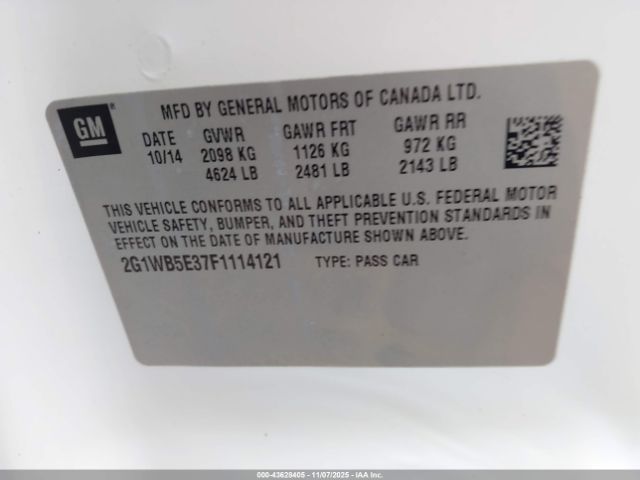 MFD BY GENERAL MOTORS OF CANADA LTD.
GM ®
DATE GVWR GAWR FRT GAWR RR
10/14 2098 KG 1126 KG 972 KG
4624 LB 2481 LB 2143 LB
THIS VEHICLE CONFORMS TO ALL APPLICABLE U.S. FEDERAL MOTOR
VEHICLE SAFETY, BUMPER, AND THEFT PREVENTION STANDARDS IN
EFFECT ON THE DATE OF MANUFACTURE SHOWN ABOVE.
2G1WB5E37F1114121 TYPE: PASS CAR
000-43628405 - 11/07/2025 - IAA Inc.